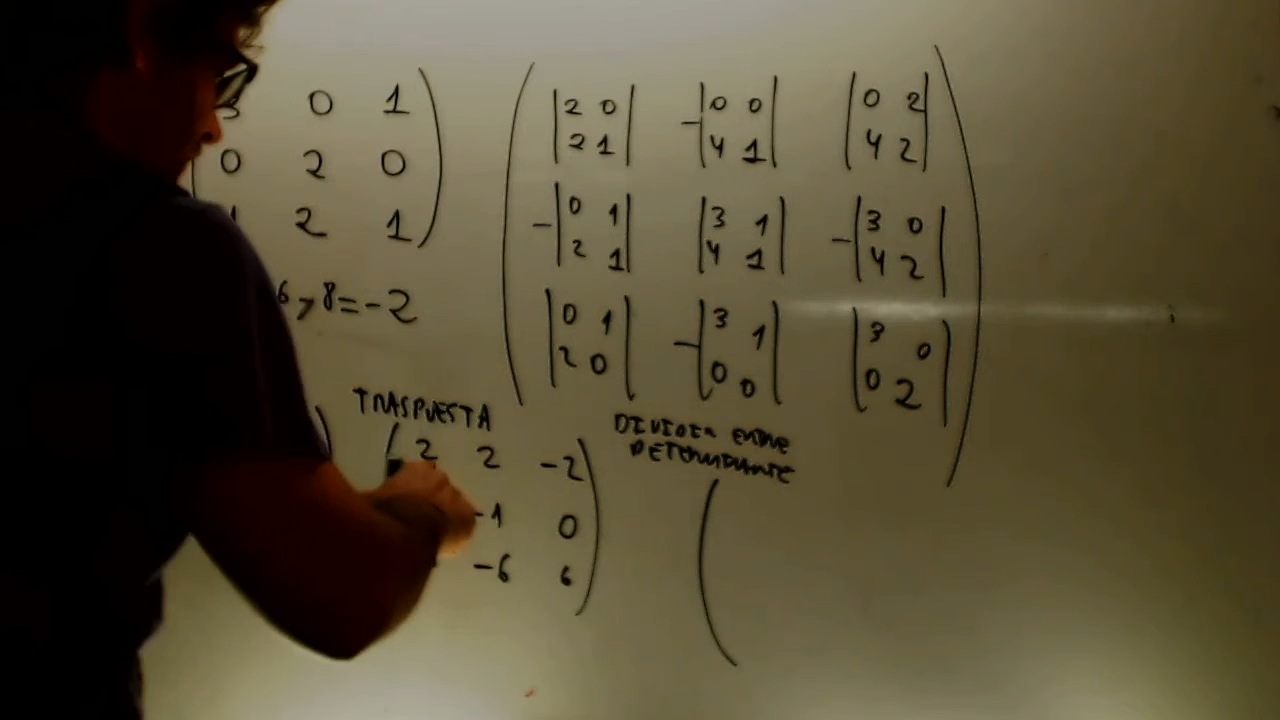 3 0 1
0 2 0
2 1
6 > 8 = -2
|2 0| -|0 0| |0 2|
|2 1| |4 1| |4 2|
-|0 1| |3 1| -|3 0|
|2 1| |4 1| |4 2|
|0 1| -|3 1| |3 0|
|2 0| |0 0| |0 2|
TRASPUESTA
2 2 -2
-1 0
-6 6
DIVIDIR ENTRE
DETERMINANTE